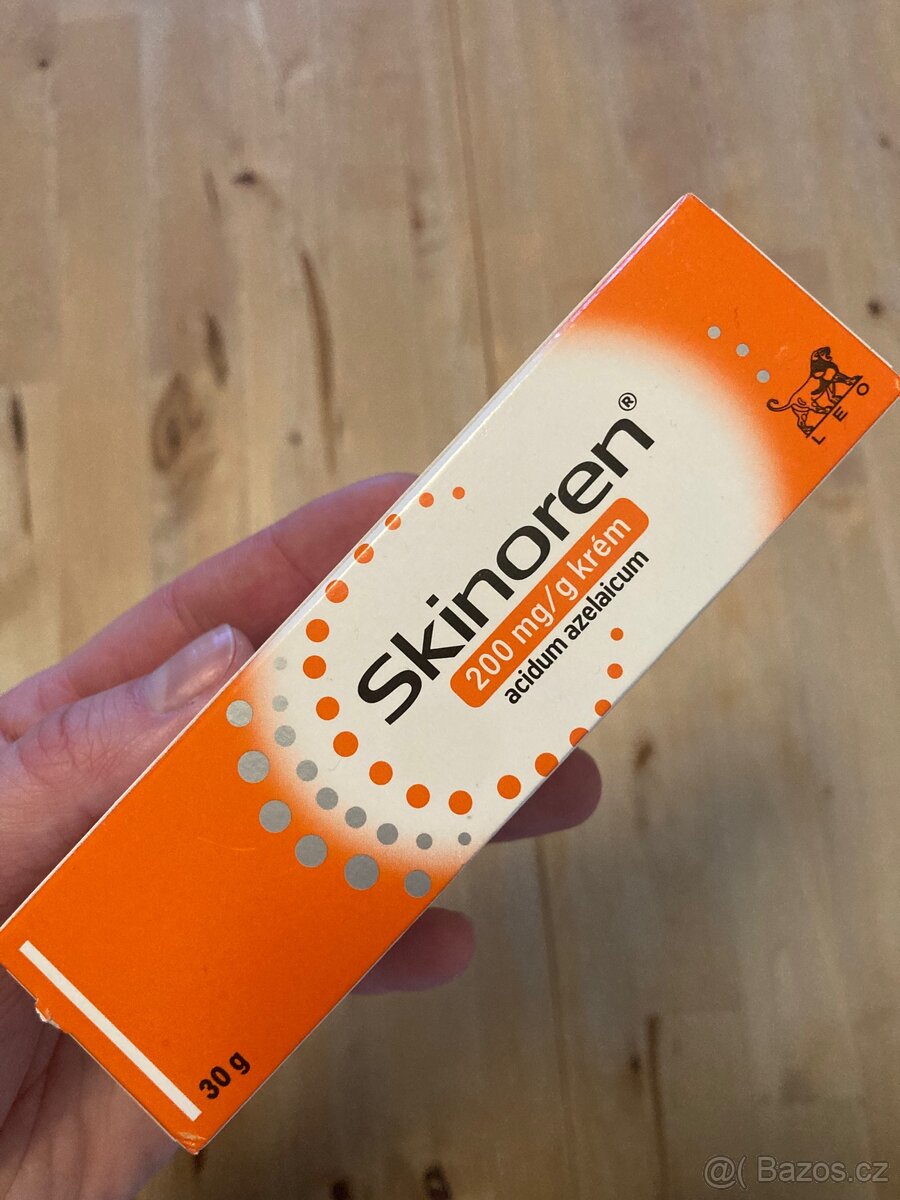 Skinoren®
200 mg/g krém
acidum azelaicum
LEO
30 g
@( Bazos.cz